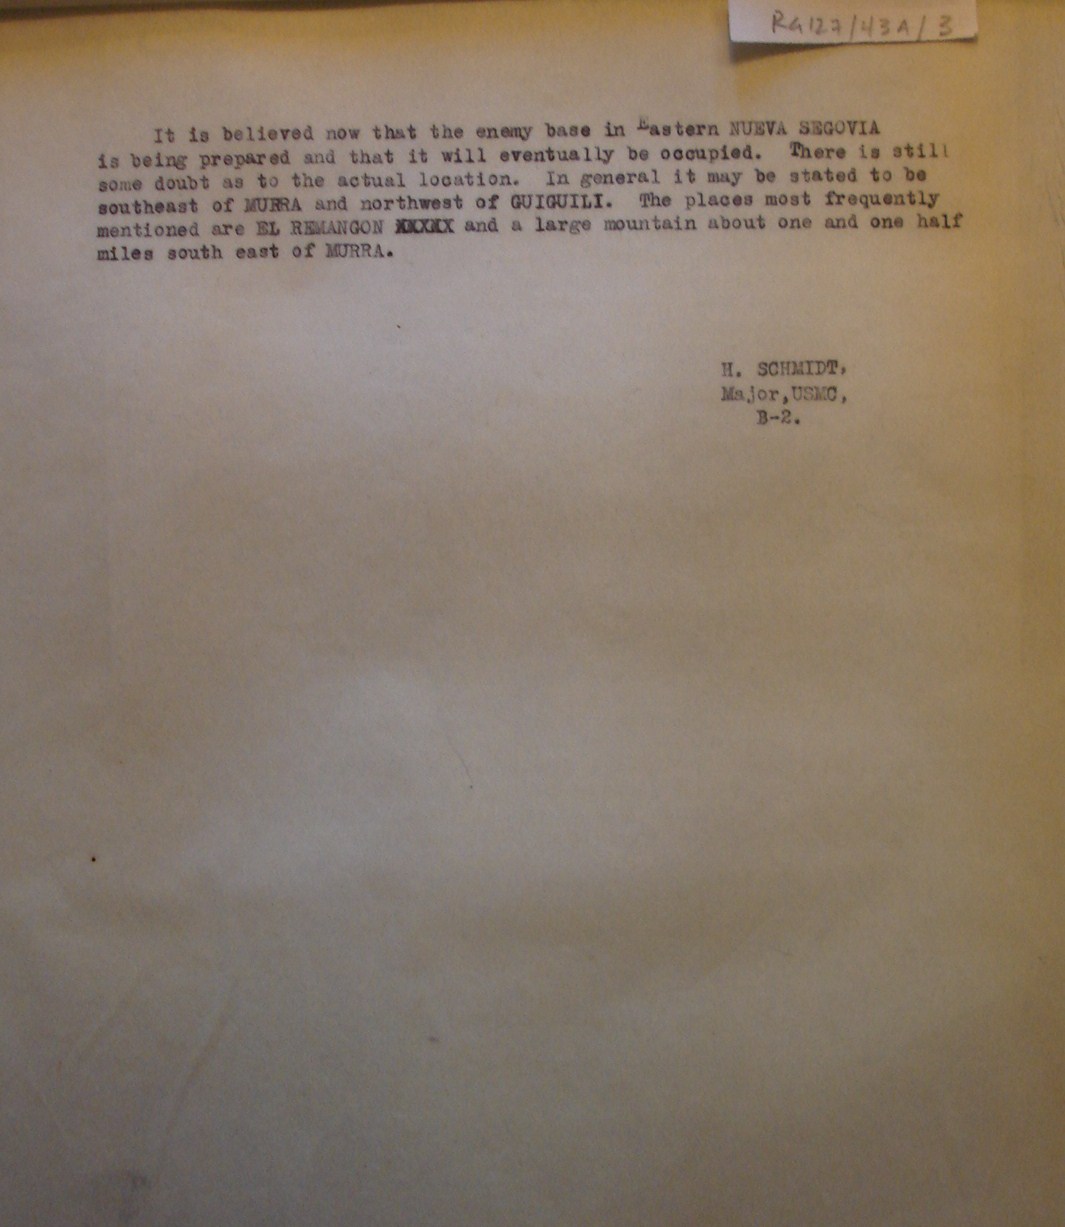 RG127/43A/3
It is believed now that the enemy base in Eastern NUEVA SEGOVIA
is being prepared and that it will eventually be occupied. There is still
some doubt as to the actual location. In general it may be stated to be
southeast of MURRA and northwest of GUIGUILI. The places most frequently
mentioned are EL REMANGON XXXXX and a large mountain about one and one half
miles south east of MURRA.
H. SCHMIDT,
Major,USMC,
B-2.